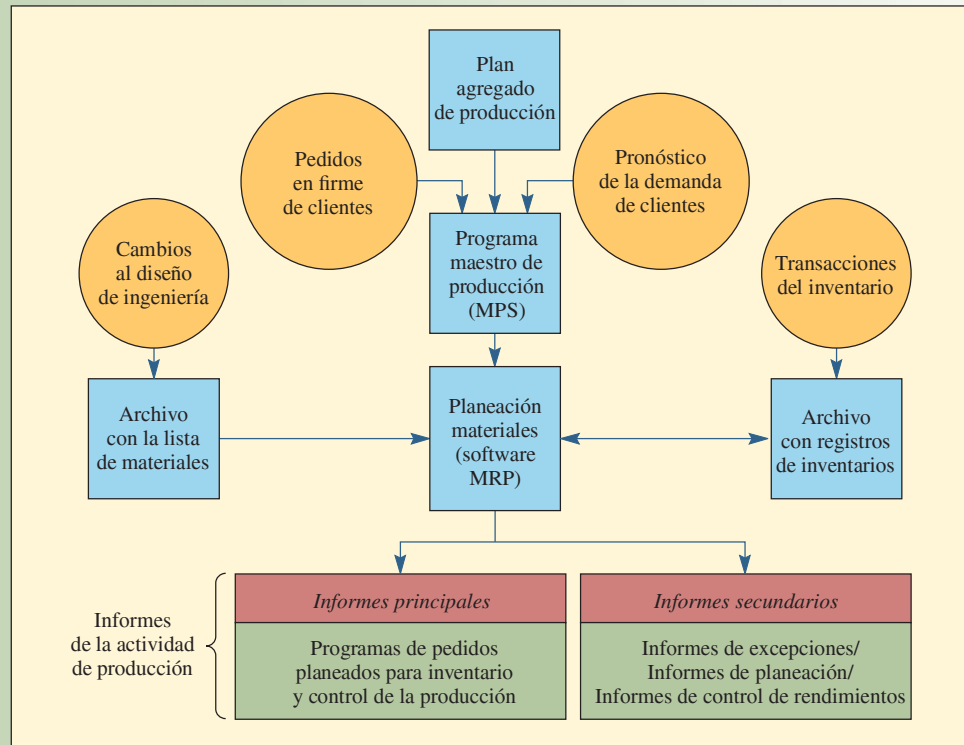 Plan
agregado
de producción
Pedidos
en firme
de clientes
Pronóstico
de la demanda
de clientes
Cambios
al diseño
de ingeniería
Programa
maestro de
producción
(MPS)
Transacciones
del inventario
Archivo
con la lista
de materiales
Planeación
materiales
(software
MRP)
Archivo
con registros
de inventarios
Informes
de la actividad
de producción
Informes principales
Programas de pedidos
planeados para inventario
y control de la producción
Informes secundarios
Informes de excepciones/
Informes de planeación/
Informes de control de rendimientos